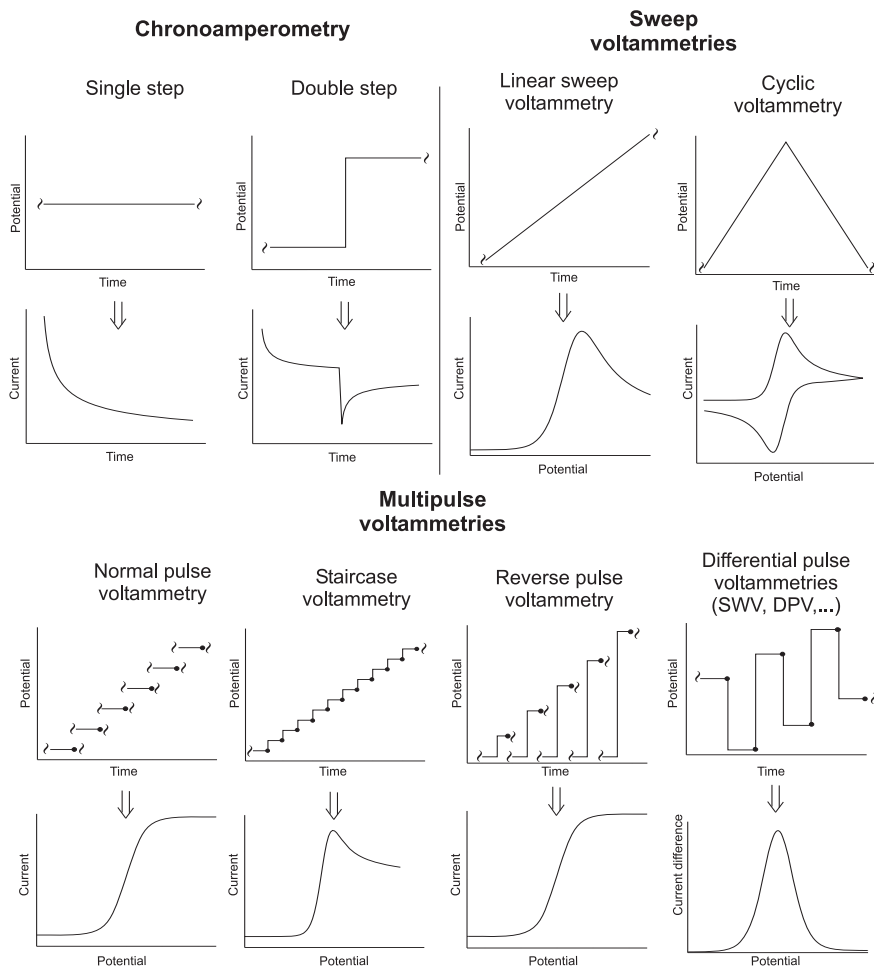 Chronoamperometry
Sweep
voltammetries
Single step
Double step
Linear sweep
voltammetry
Cyclic
voltammetry
Potential
Time
Potential
Time
Potential
Time
Potential
Time
Current
Time
Current
Time
Current
Potential
Current
Potential
Multipulse
voltammetries
Normal pulse
voltammetry
Staircase
voltammetry
Reverse pulse
voltammetry
Differential pulse
voltammetries
(SWV, DPV,...)
Potential
Time
Potential
Time
Potential
Time
Potential
Time
Current
Potential
Current
Potential
Current
Potential
Current difference
Potential